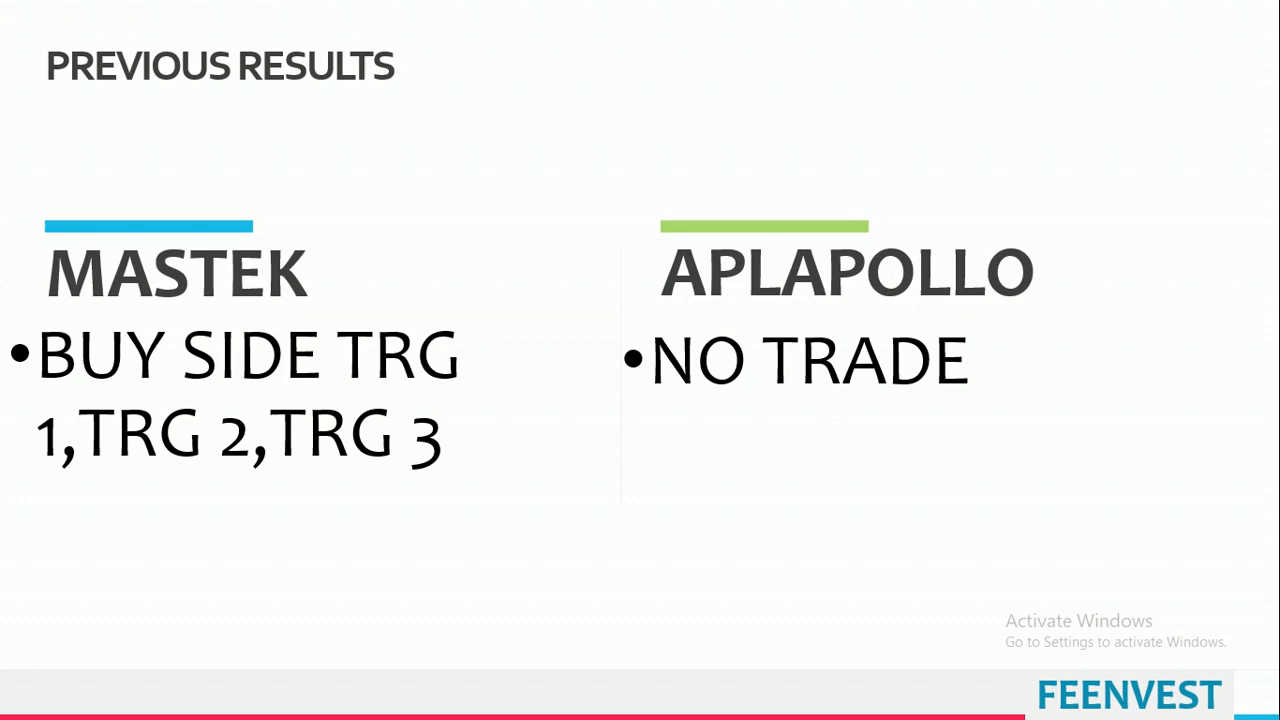 PREVIOUS RESULTS
MASTEK
•BUY SIDE TRG
1,TRG 2,TRG 3
APLAPOLLO
•NO TRADE
Activate Windows
Go to Settings to activate Windows.
FEENVEST